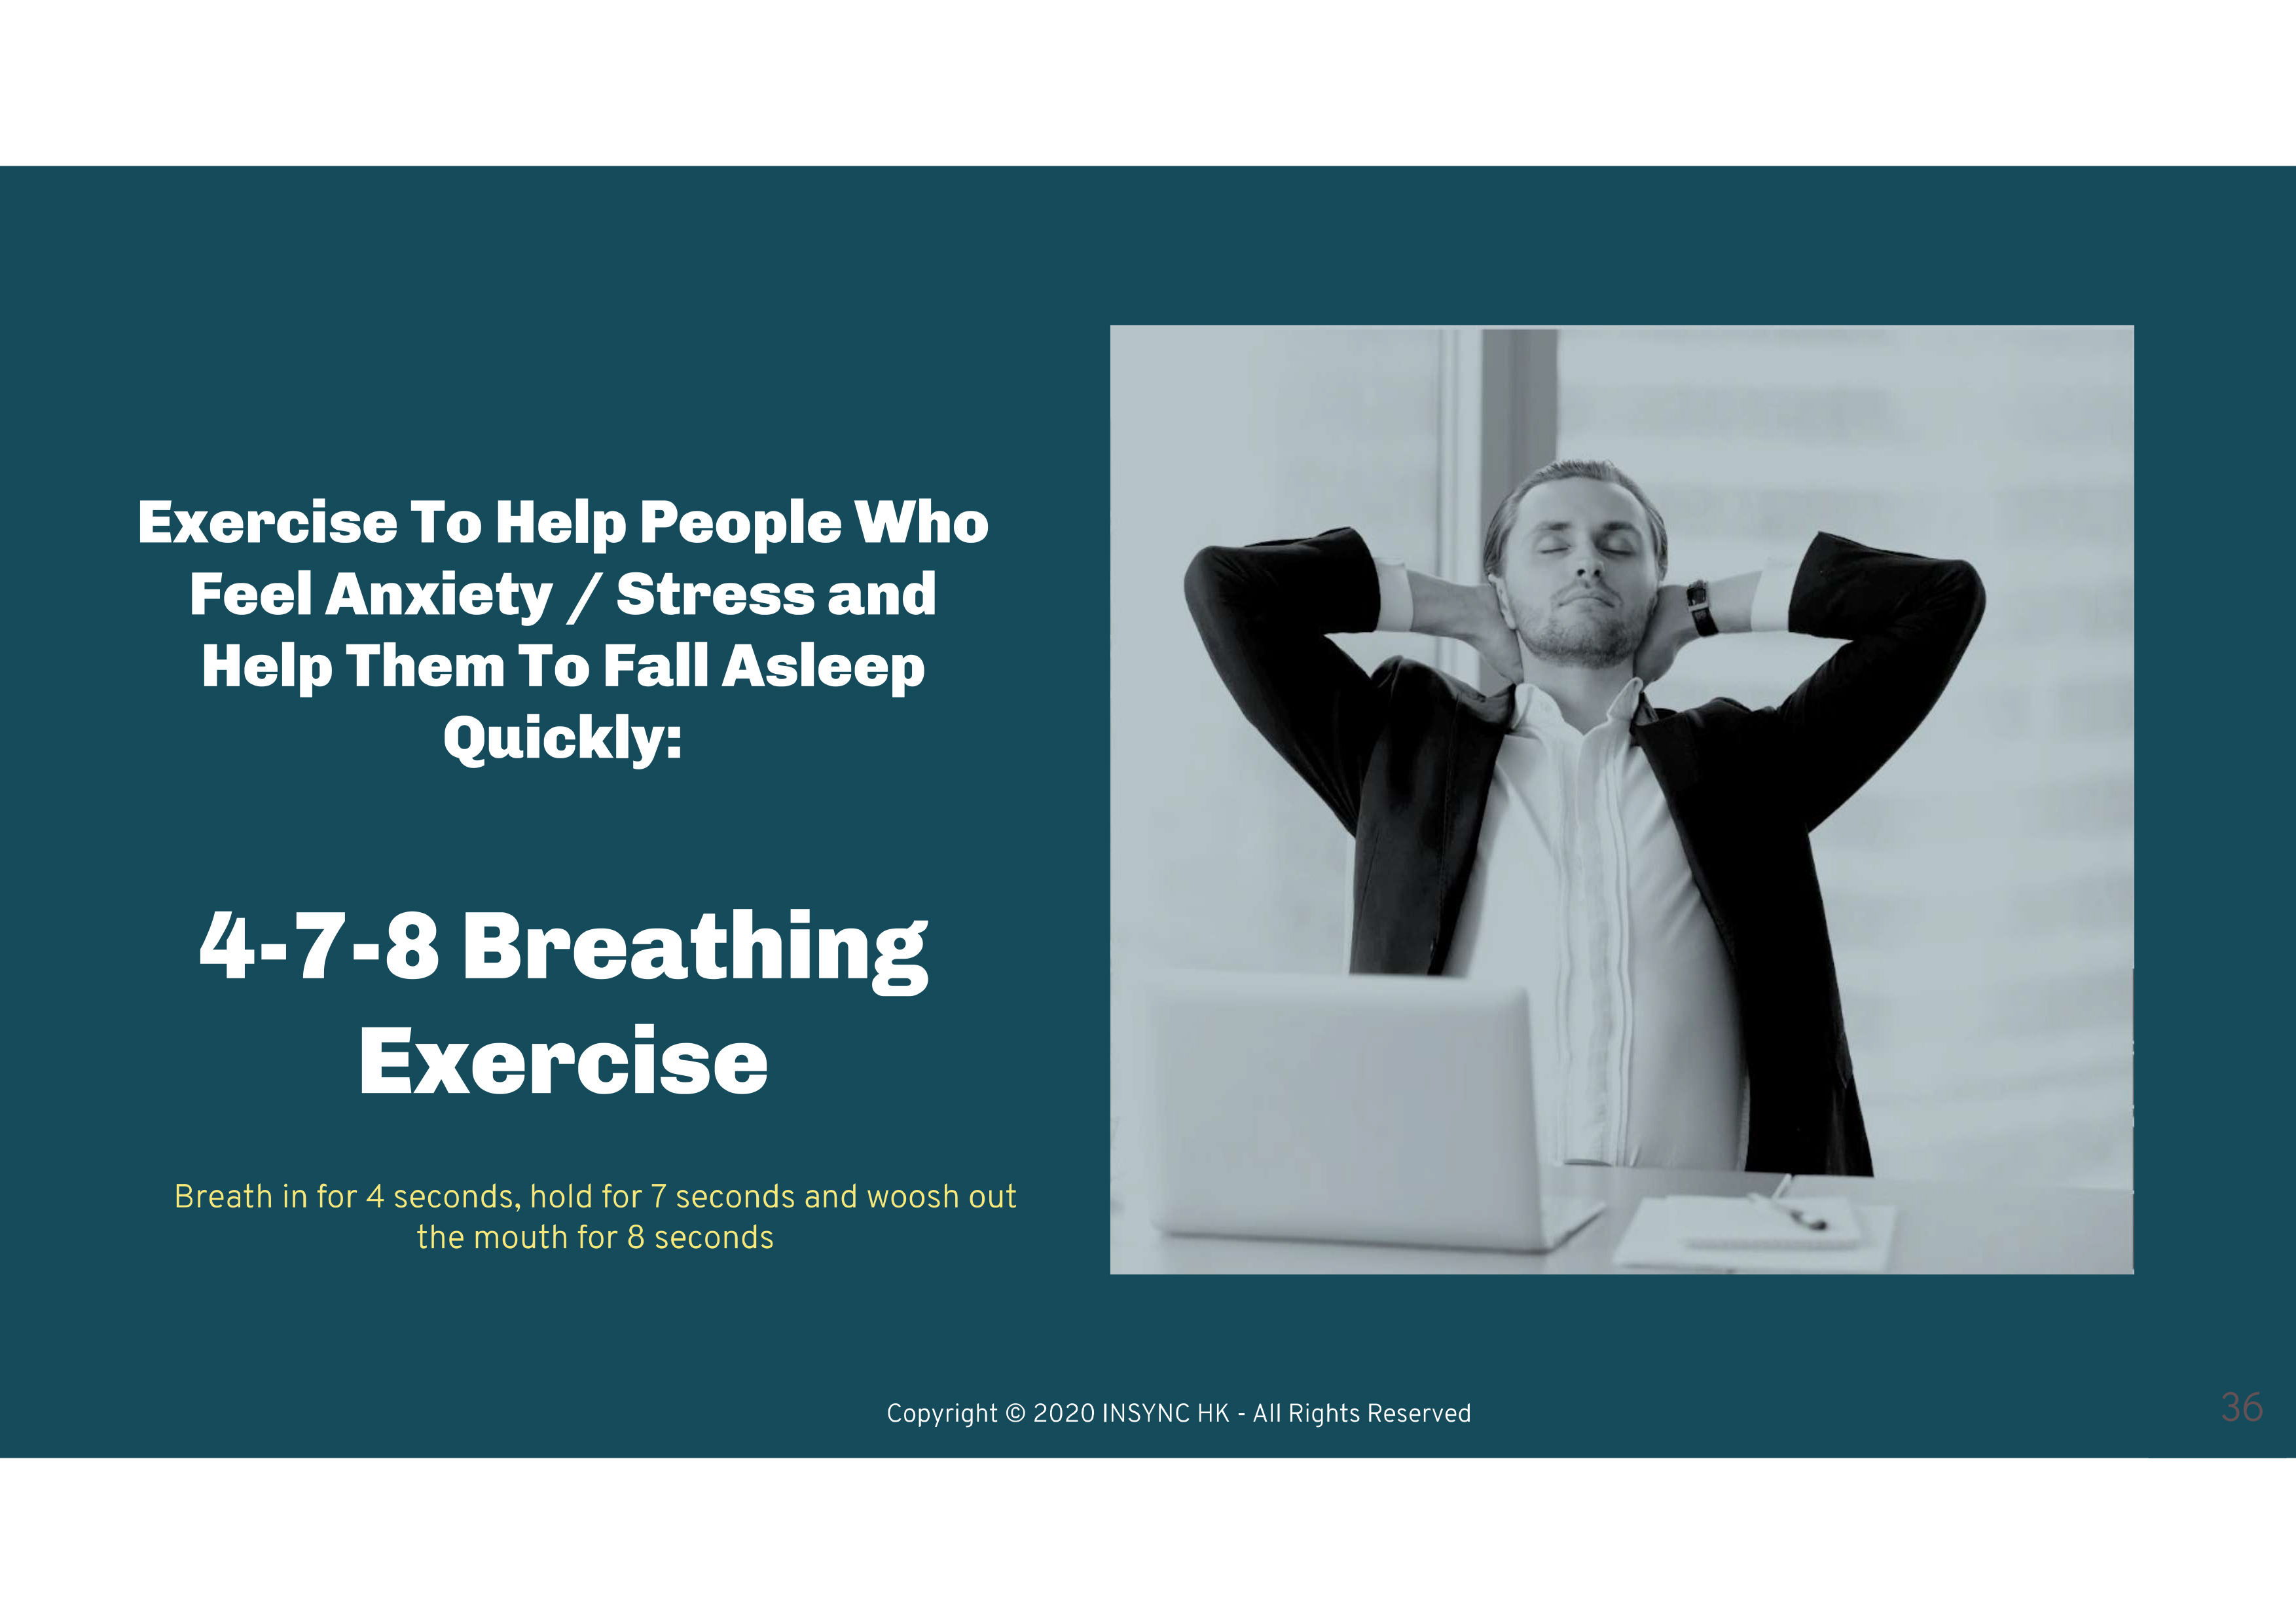 Exercise To Help People Who
Feel Anxiety / Stress and
Help Them To Fall Asleep
Quickly:
4-7-8 Breathing
Exercise
Breath in for 4 seconds, hold for 7 seconds and woosh out
the mouth for 8 seconds
Copyright © 2020 INSYNC HK - All Rights Reserved
36